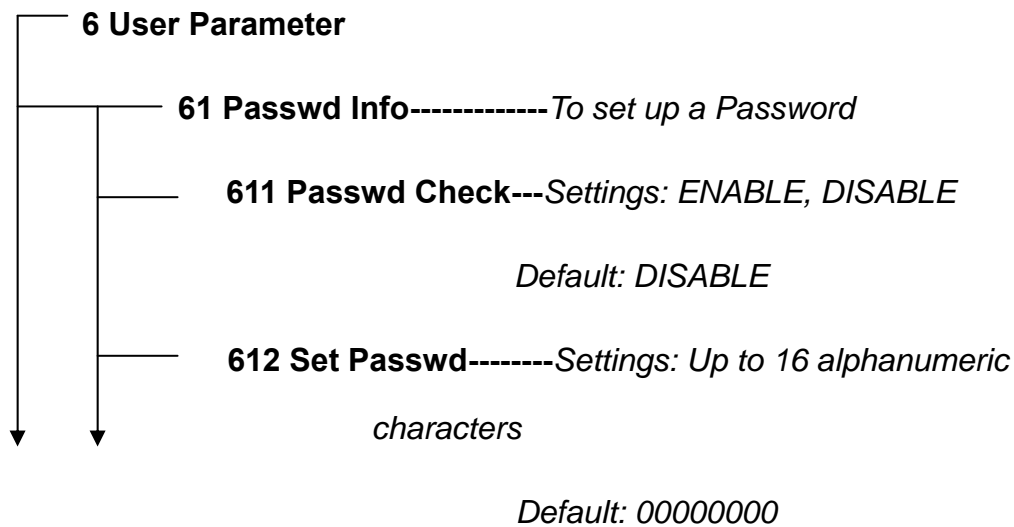 6 User Parameter
61 Passwd Info-------------To set up a Password
611 Passwd Check---Settings: ENABLE, DISABLE
Default: DISABLE
612 Set Passwd--------Settings: Up to 16 alphanumeric
characters
Default: 00000000